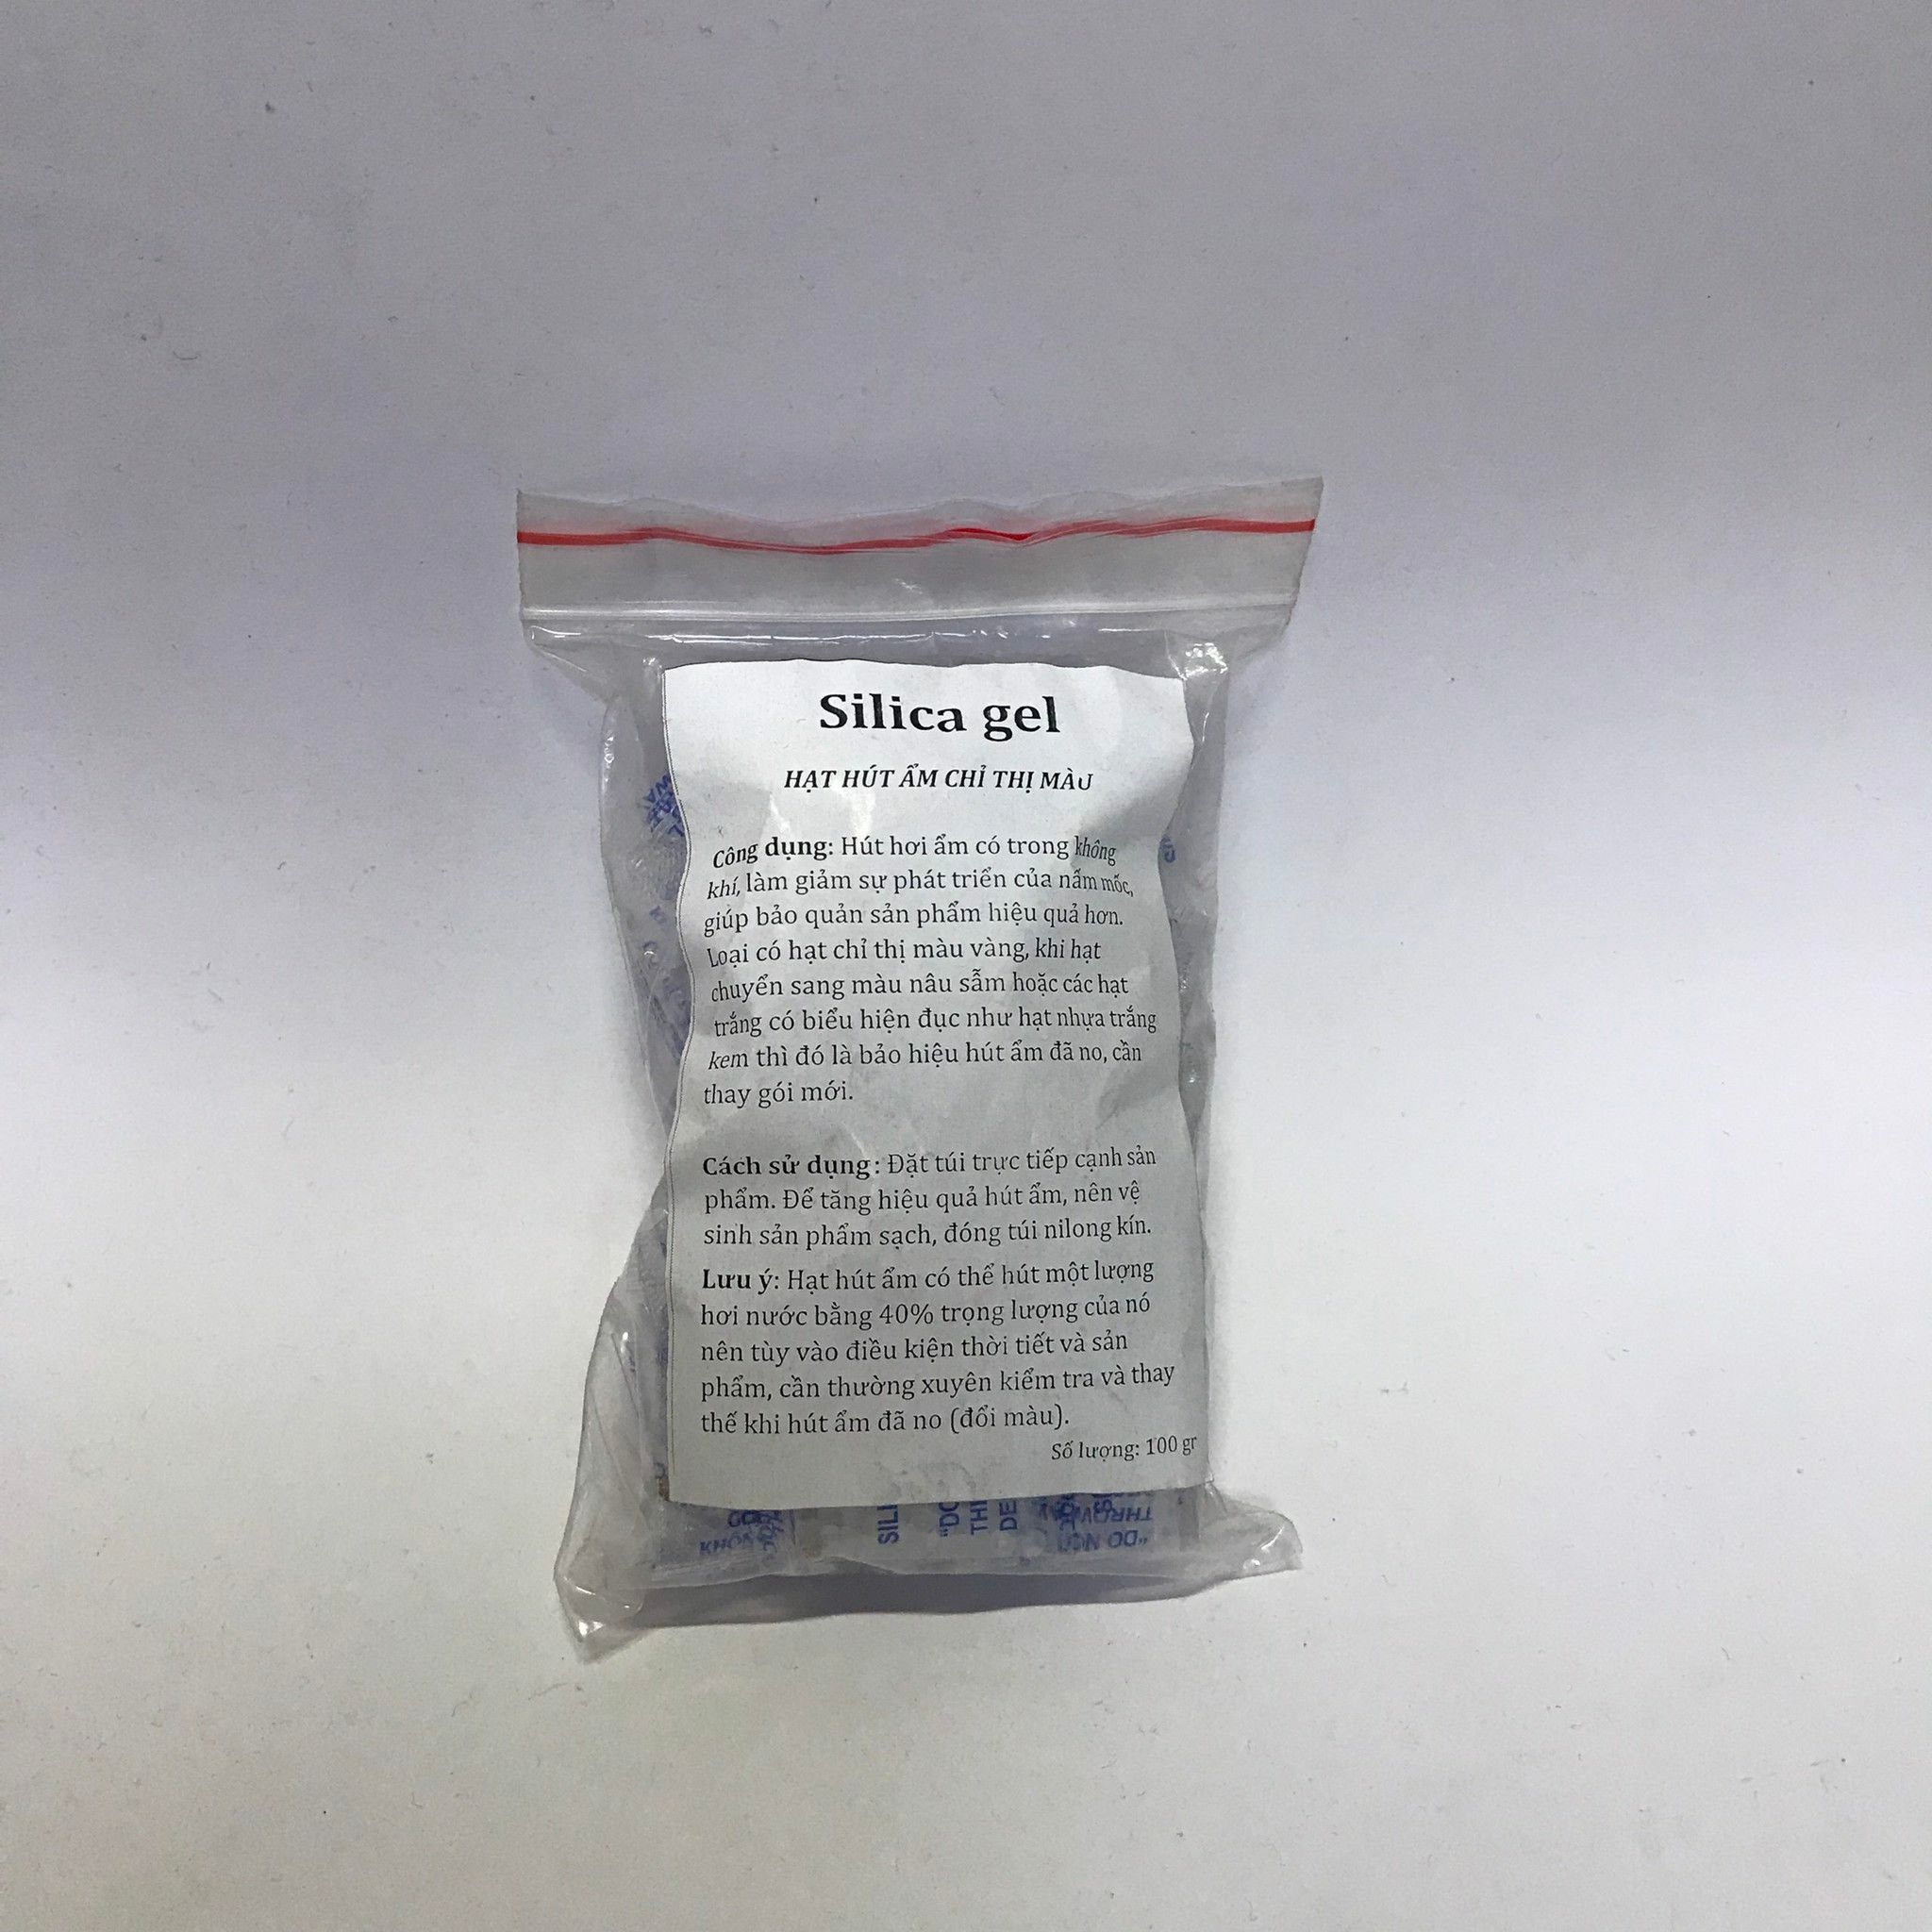 Silica gel
HẠT HÚT ẨM CHỈ THỊ MÀU
Công dụng: Hút hơi ẩm có trong không
khí, làm giảm sự phát triển của nấm mốc,
giúp bảo quản sản phẩm hiệu quả hơn.
Loại có hạt chỉ thị màu vàng, khi hạt
chuyển sang màu nâu sẫm hoặc các hạt
trắng có biểu hiện đục như hạt nhựa trắng
kem thì đó là bảo hiệu hút ẩm đã no, cần
thay gói mới.
Cách sử dụng: Đặt túi trực tiếp cạnh sản
phẩm. Để tăng hiệu quả hút ẩm, nên vệ
sinh sản phẩm sạch, đóng túi nilong kín.
Lưu ý: Hạt hút ẩm có thể hút một lượng
hơi nước bằng 40% trọng lượng của nó
nên tùy vào điều kiện thời tiết và sản
phẩm, cần thường xuyên kiểm tra và thay
thế khi hút ẩm đã no (đổi màu).
Số lượng: 100 gr
"DO
THROW